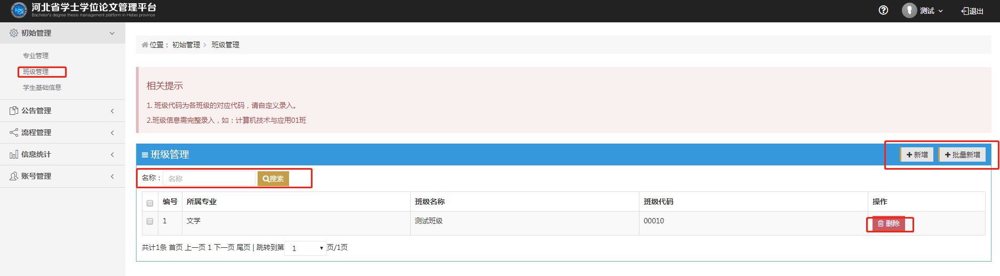 河北省学士学位论文管理平台
Bachelor's degree thesis management platform in Hebei province
测试
退出
初始管理
专业管理
班级管理
学生基础信息
公告管理
流程管理
信息统计
账号管理
位置： 初始管理 > 班级管理
相关提示
1. 班级代码为各班级的对应代码，请自定义录入。
2.班级信息需完整录入，如：计算机技术与应用01班
班级管理
新增 批量新增
名称： 名称 搜索
编号 所属专业 班级名称 班级代码 操作
1 文学 测试班级 00010 删除
共计1条 首页 上一页 1 下一页 尾页 | 跳转到第 1 页/1页